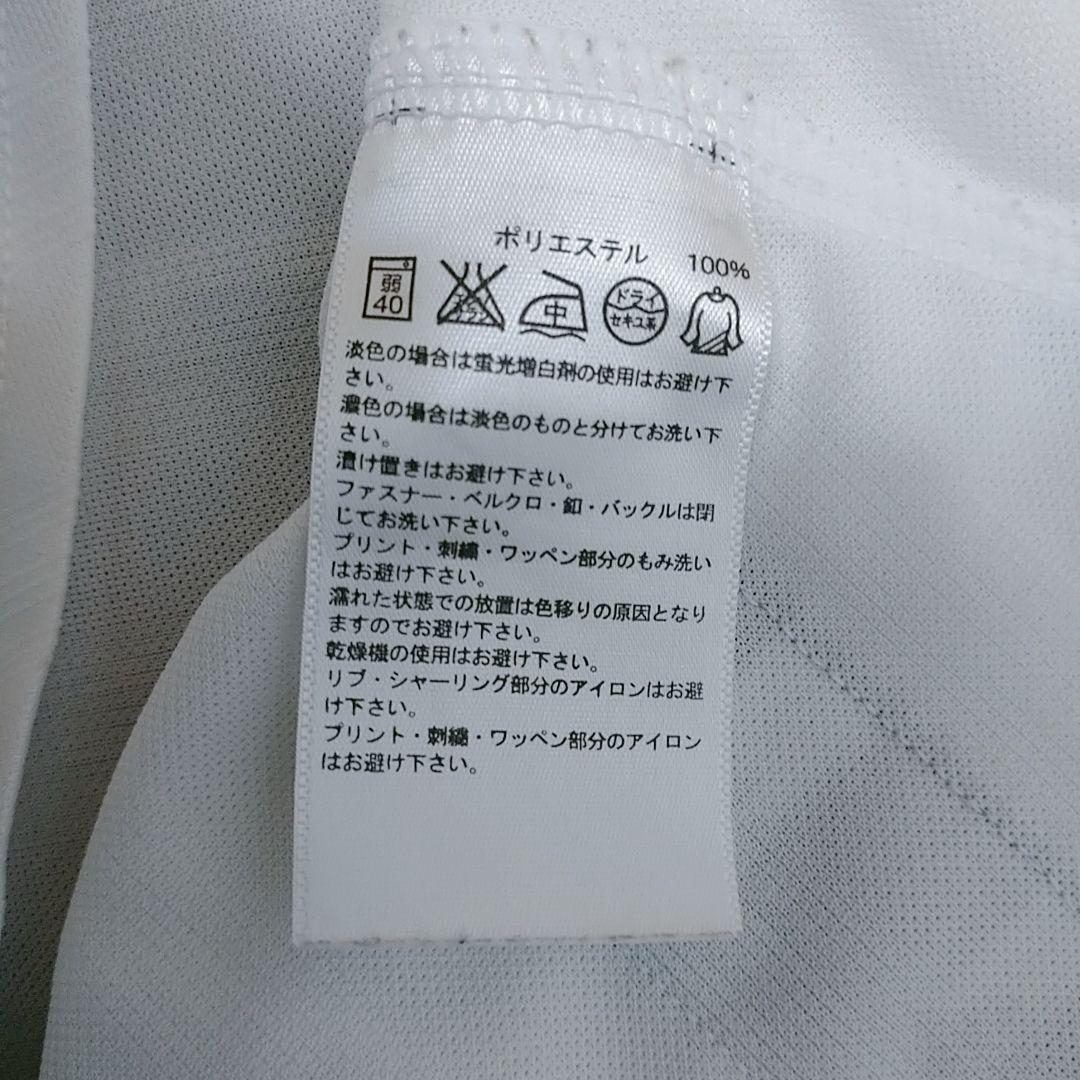 ポリエステル 100%
弱 40 エンソ サラシ 中 ドライ セキユ系
淡色の場合は蛍光増白剤の使用はお避け下
さい。
濃色の場合は淡色のものと分けてお洗い下
さい。
漬け置きはお避け下さい。
ファスナー・ベルクロ・釦・バックルは閉
じてお洗い下さい。
プリント・刺繍・ワッペン部分のもみ洗い
はお避け下さい。
濡れた状態での放置は色移りの原因となり
ますのでお避け下さい。
乾燥機の使用はお避け下さい。
リブ・シャーリング部分のアイロンはお避
け下さい。
プリント・刺繍・ワッペン部分のアイロン
はお避け下さい。